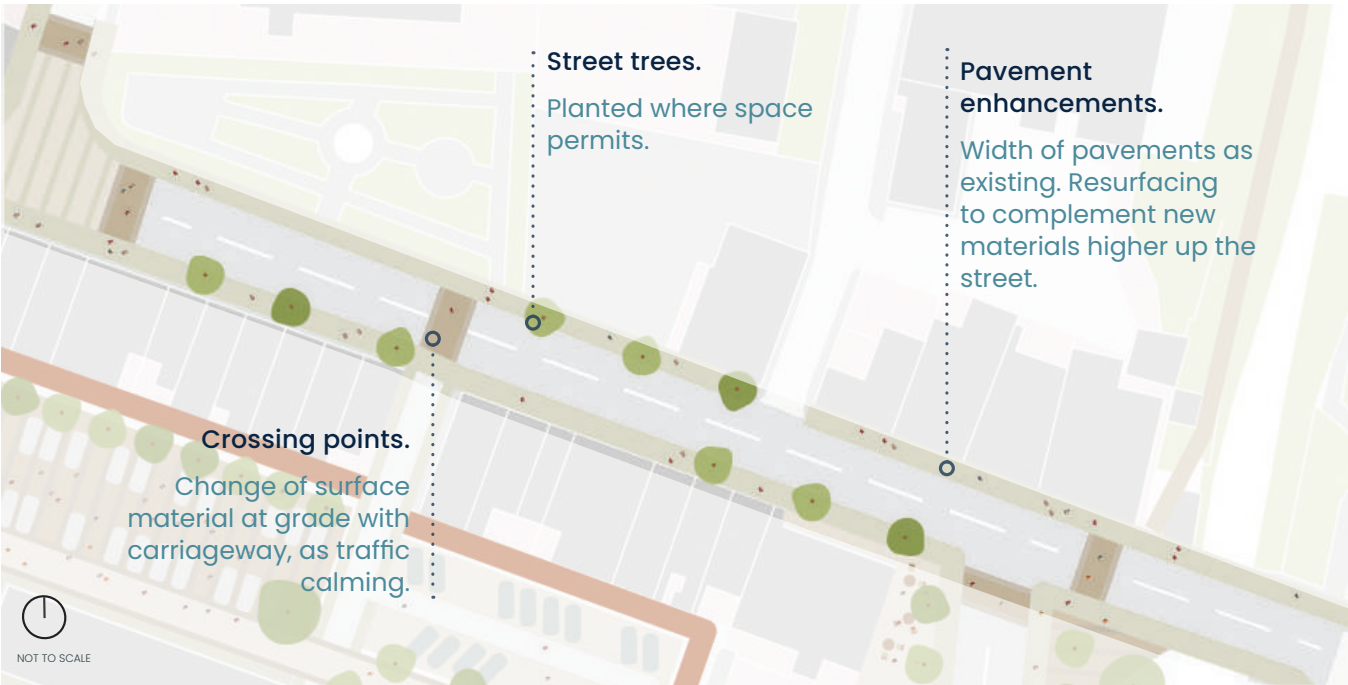 Street trees.
Planted where space
permits.
Pavement
enhancements.
Width of pavements as
existing. Resurfacing
to complement new
materials higher up the
street.
Crossing points.
Change of surface
material at grade with
carriageway, as traffic
calming.
NOT TO SCALE